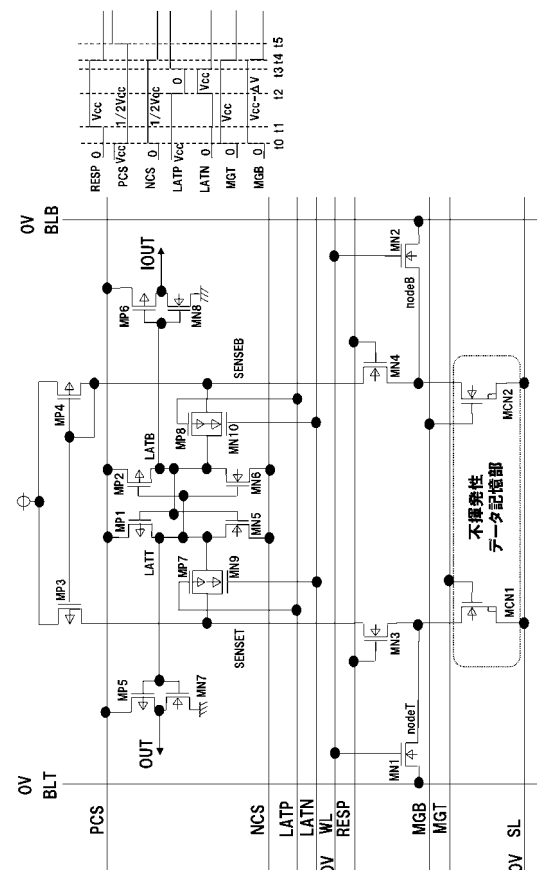 RESP 0 Vcc
PCS Vcc 1/2Vcc
NCS 0 1/2Vcc
LATP Vcc 0
LATN 0 Vcc
MGT 0 Vcc
MGB 0 Vcc-ΔV
t0 t1 t2 t3 t4 t5
0V
BLT
0V
BLB
MP3
MP4
OUT
MP5
MN7
MP6
MN8
IOUT
MP1
MP2
LATT
LATB
MP7
MN9
MP8
MN10
MN5
MN6
SENSET
SENSEB
PCS
NCS
LATP
LATN
WL
0V
RESP
MN3
MN4
MN1
nodeT
MN2
nodeB
MGB
MGT
MCN1
MCN2
不揮発性
データ記憶部
0V
SL